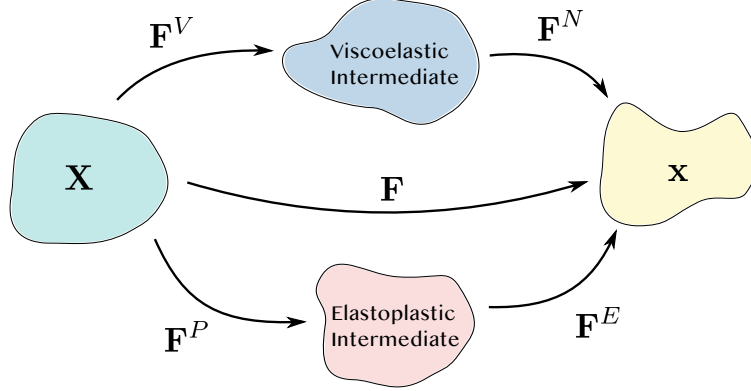 F^V
F^N
Viscoelastic
Intermediate
X
F
x
Elastoplastic
Intermediate
F^P
F^E